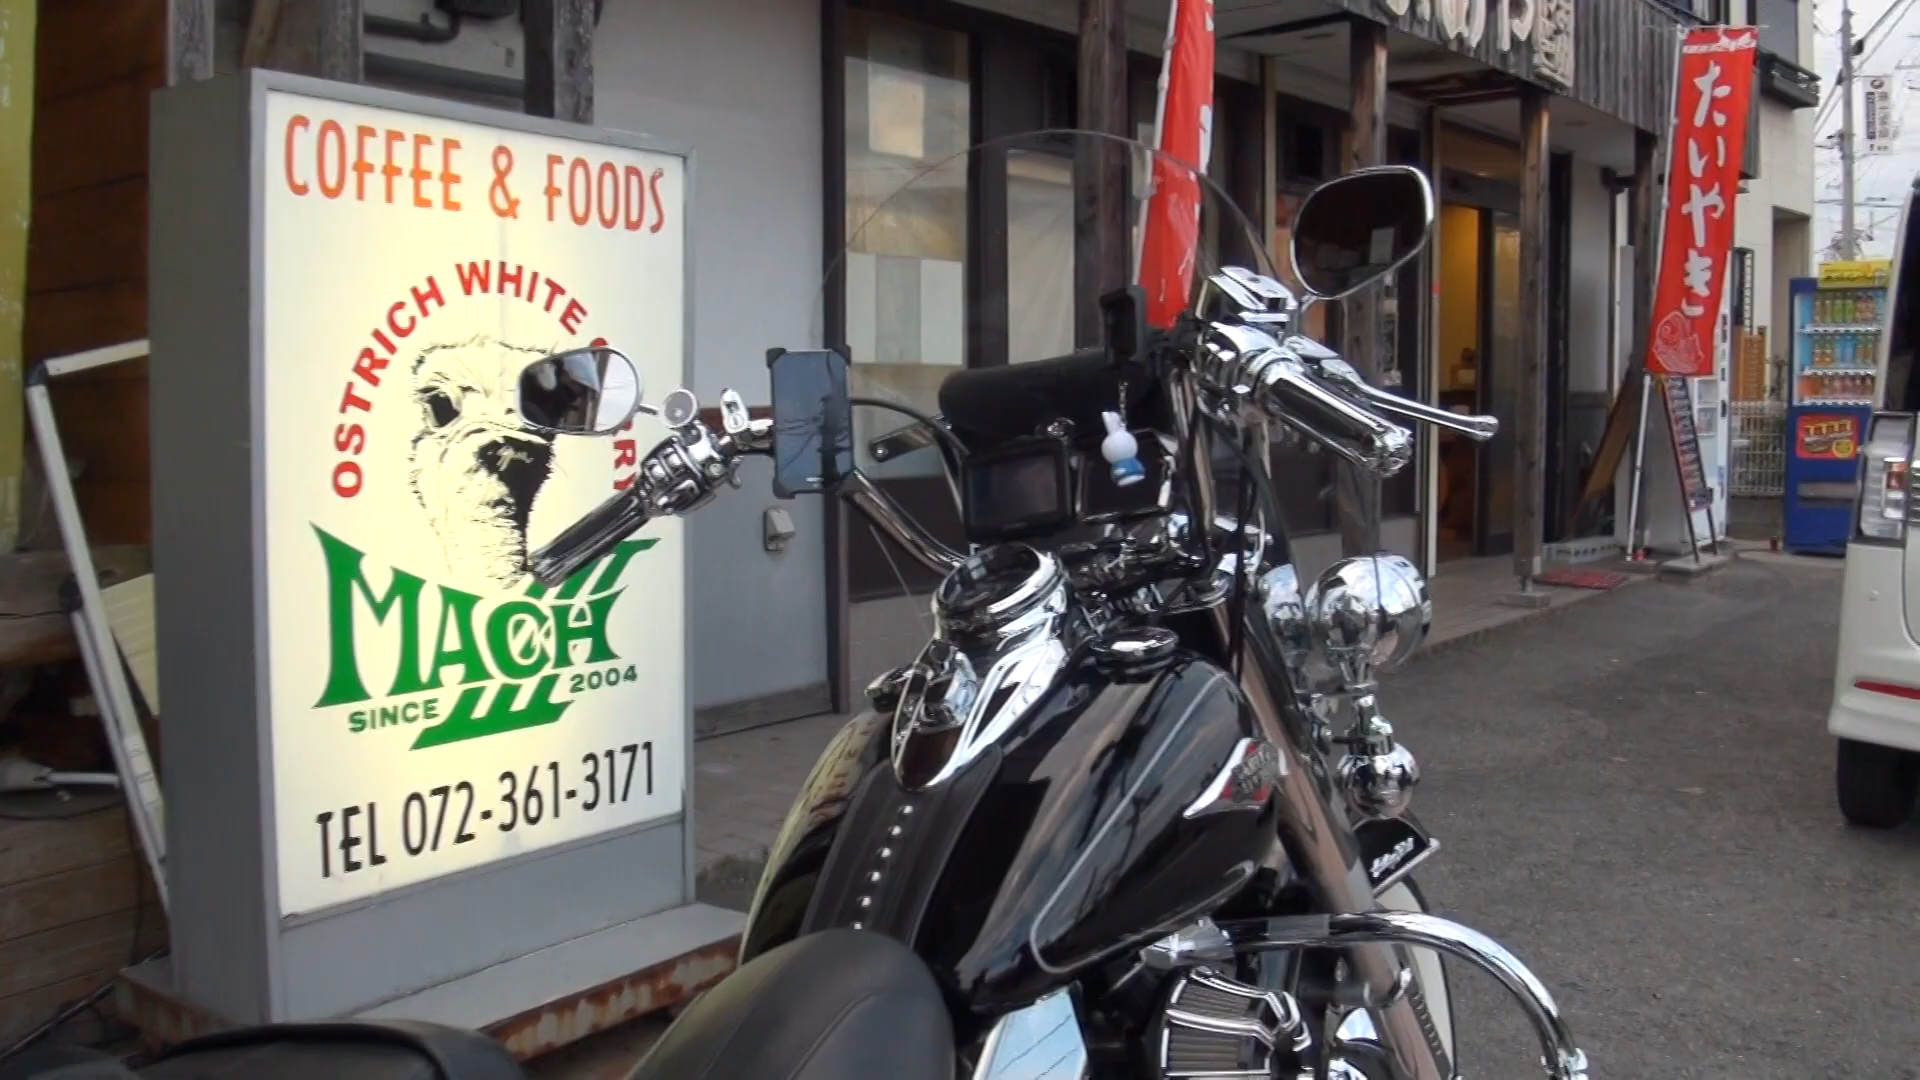 COFFEE & FOODS
OSTRICH WHITE
MACH
SINCE 2004
TEL 072-361-3171
たいやき